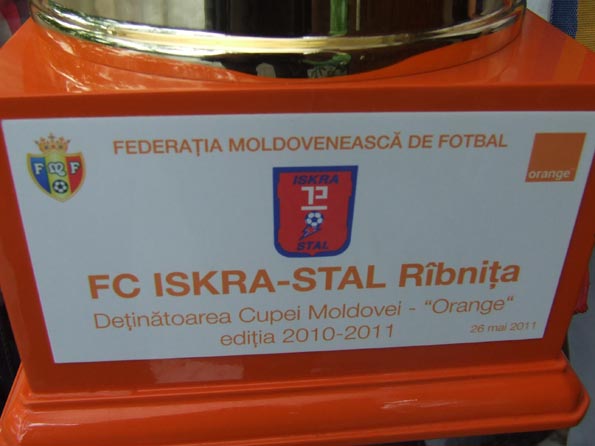 FEDERAȚIA MOLDOVENEASCĂ DE FOTBAL
FMF
orange
ISKRA
STAL
FC ISKRA-STAL Rîbnița
Deținătoarea Cupei Moldovei - “Orange“
ediția 2010-2011
26 mai 2011